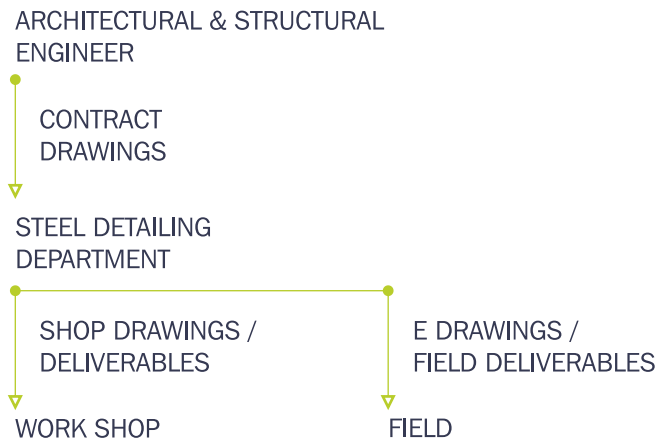 ARCHITECTURAL & STRUCTURAL
ENGINEER
CONTRACT
DRAWINGS
STEEL DETAILING
DEPARTMENT
SHOP DRAWINGS /
DELIVERABLES
E DRAWINGS /
FIELD DELIVERABLES
WORK SHOP
FIELD